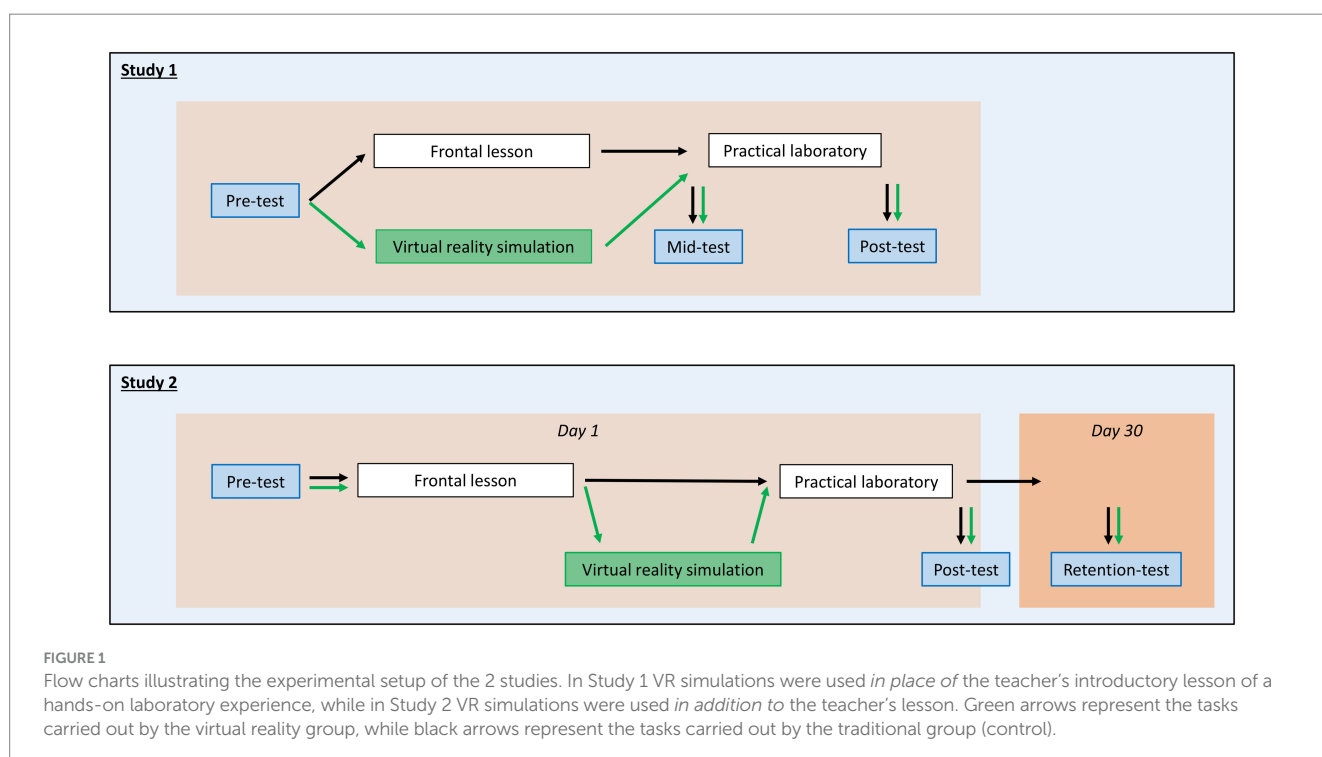 Study 1
Frontal lesson
Practical laboratory
Pre-test
Virtual reality simulation
Mid-test
Post-test
Study 2
Day 1
Day 30
Pre-test
Frontal lesson
Practical laboratory
Virtual reality simulation
Post-test
Retention-test
FIGURE 1
Flow charts illustrating the experimental setup of the 2 studies. In Study 1 VR simulations were used in place of the teacher’s introductory lesson of a
hands-on laboratory experience, while in Study 2 VR simulations were used in addition to the teacher’s lesson. Green arrows represent the tasks
carried out by the virtual reality group, while black arrows represent the tasks carried out by the traditional group (control).